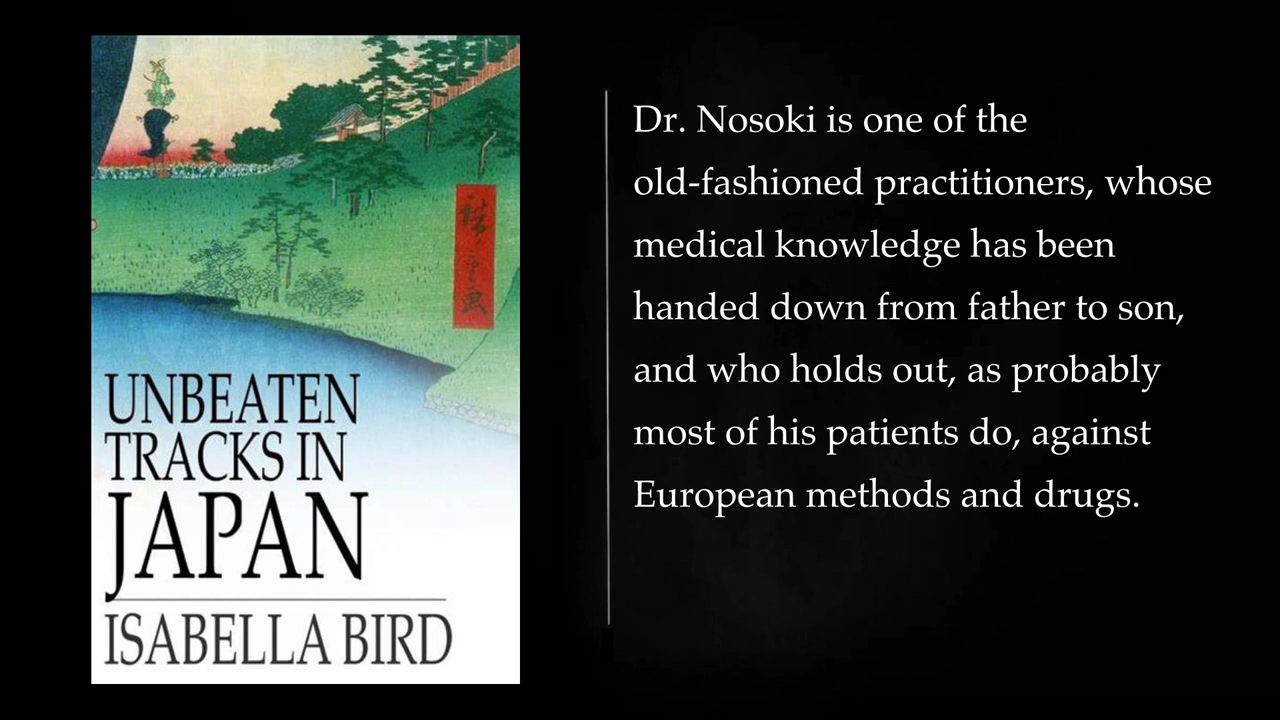 UNBEATEN
TRACKS IN
JAPAN
ISABELLA BIRD
Dr. Nosoki is one of the
old-fashioned practitioners, whose
medical knowledge has been
handed down from father to son,
and who holds out, as probably
most of his patients do, against
European methods and drugs.